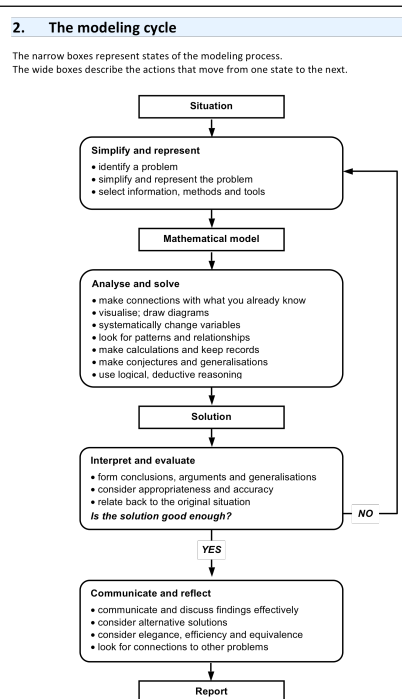 2. The modeling cycle
The narrow boxes represent states of the modeling process.
The wide boxes describe the actions that move from one state to the next.
Situation
Simplify and represent
• identify a problem
• simplify and represent the problem
• select information, methods and tools
Mathematical model
Analyse and solve
• make connections with what you already know
• visualise; draw diagrams
• systematically change variables
• look for patterns and relationships
• make calculations and keep records
• make conjectures and generalisations
• use logical, deductive reasoning
Solution
Interpret and evaluate
• form conclusions, arguments and generalisations
• consider appropriateness and accuracy
• relate back to the original situation
Is the solution good enough?
NO
YES
Communicate and reflect
• communicate and discuss findings effectively
• consider alternative solutions
• consider elegance, efficiency and equivalence
• look for connections to other problems
Report